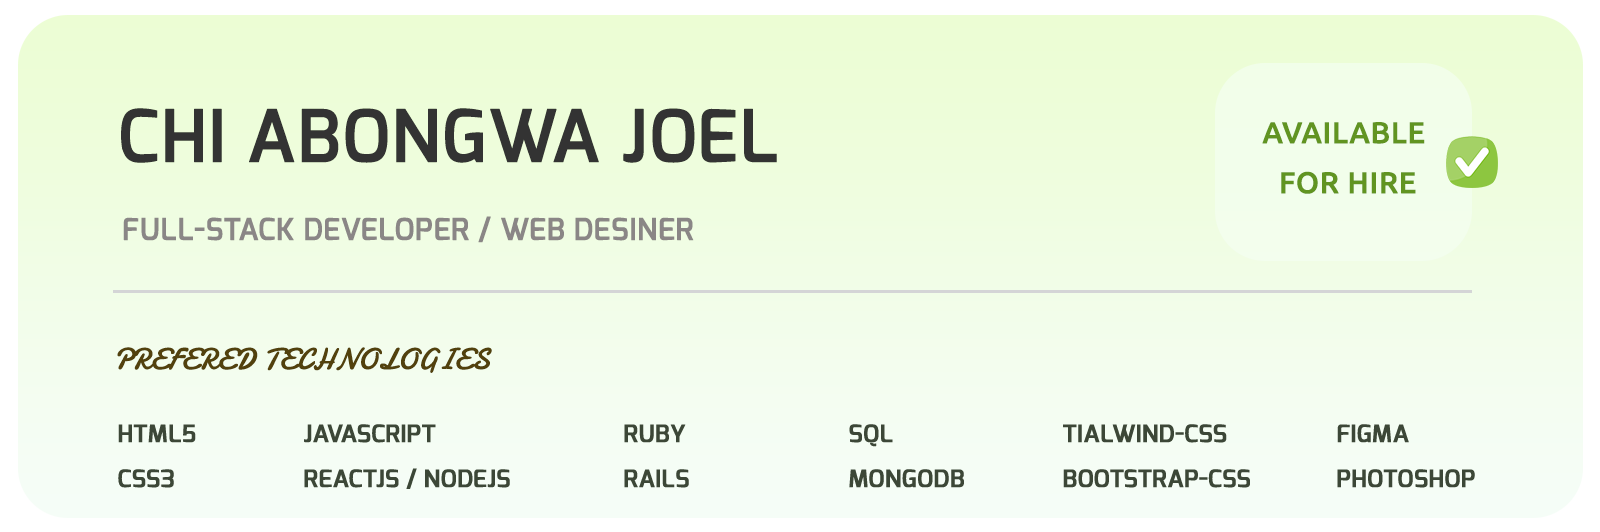 CHI ABONGWA JOEL
AVAILABLE
FOR HIRE
FULL-STACK DEVELOPER / WEB DESINER
PREFERED TECHNOLOGIES
HTML5 JAVASCRIPT RUBY SQL TIALWIND-CSS FIGMA
CSS3 REACTJS / NODEJS RAILS MONGODB BOOTSTRAP-CSS PHOTOSHOP